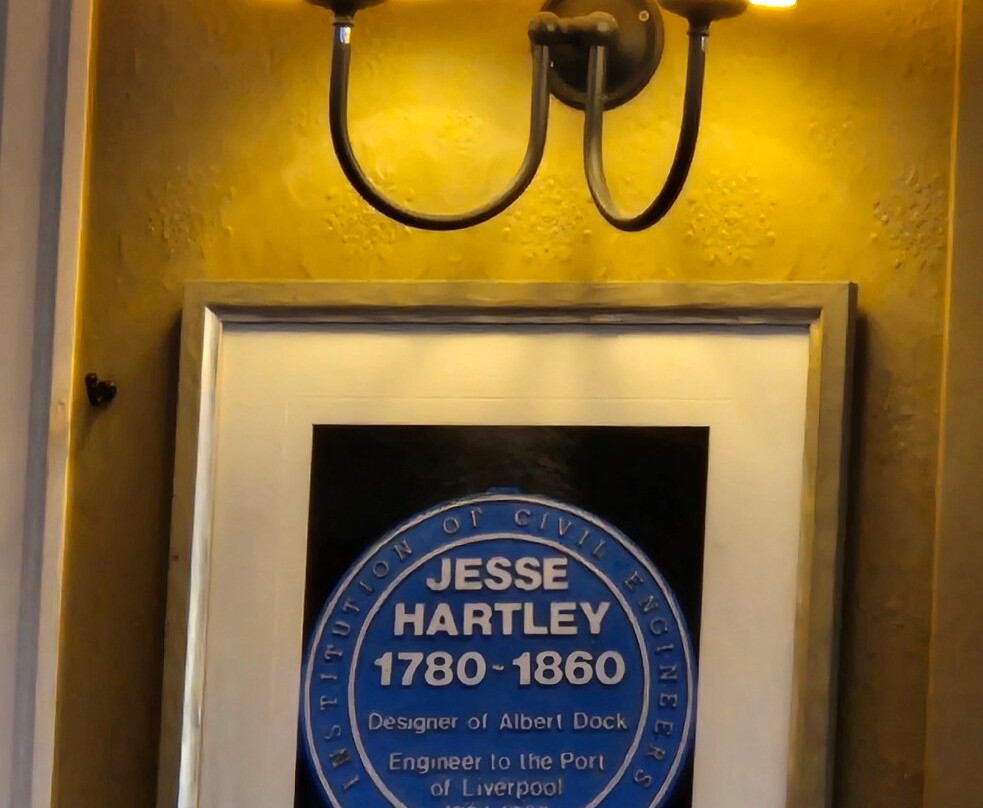 INSTITUTION OF CIVIL ENGINEERS
JESSE
HARTLEY
1780-1860
Designer of Albert Dock
Engineer to the Port
of Liverpool